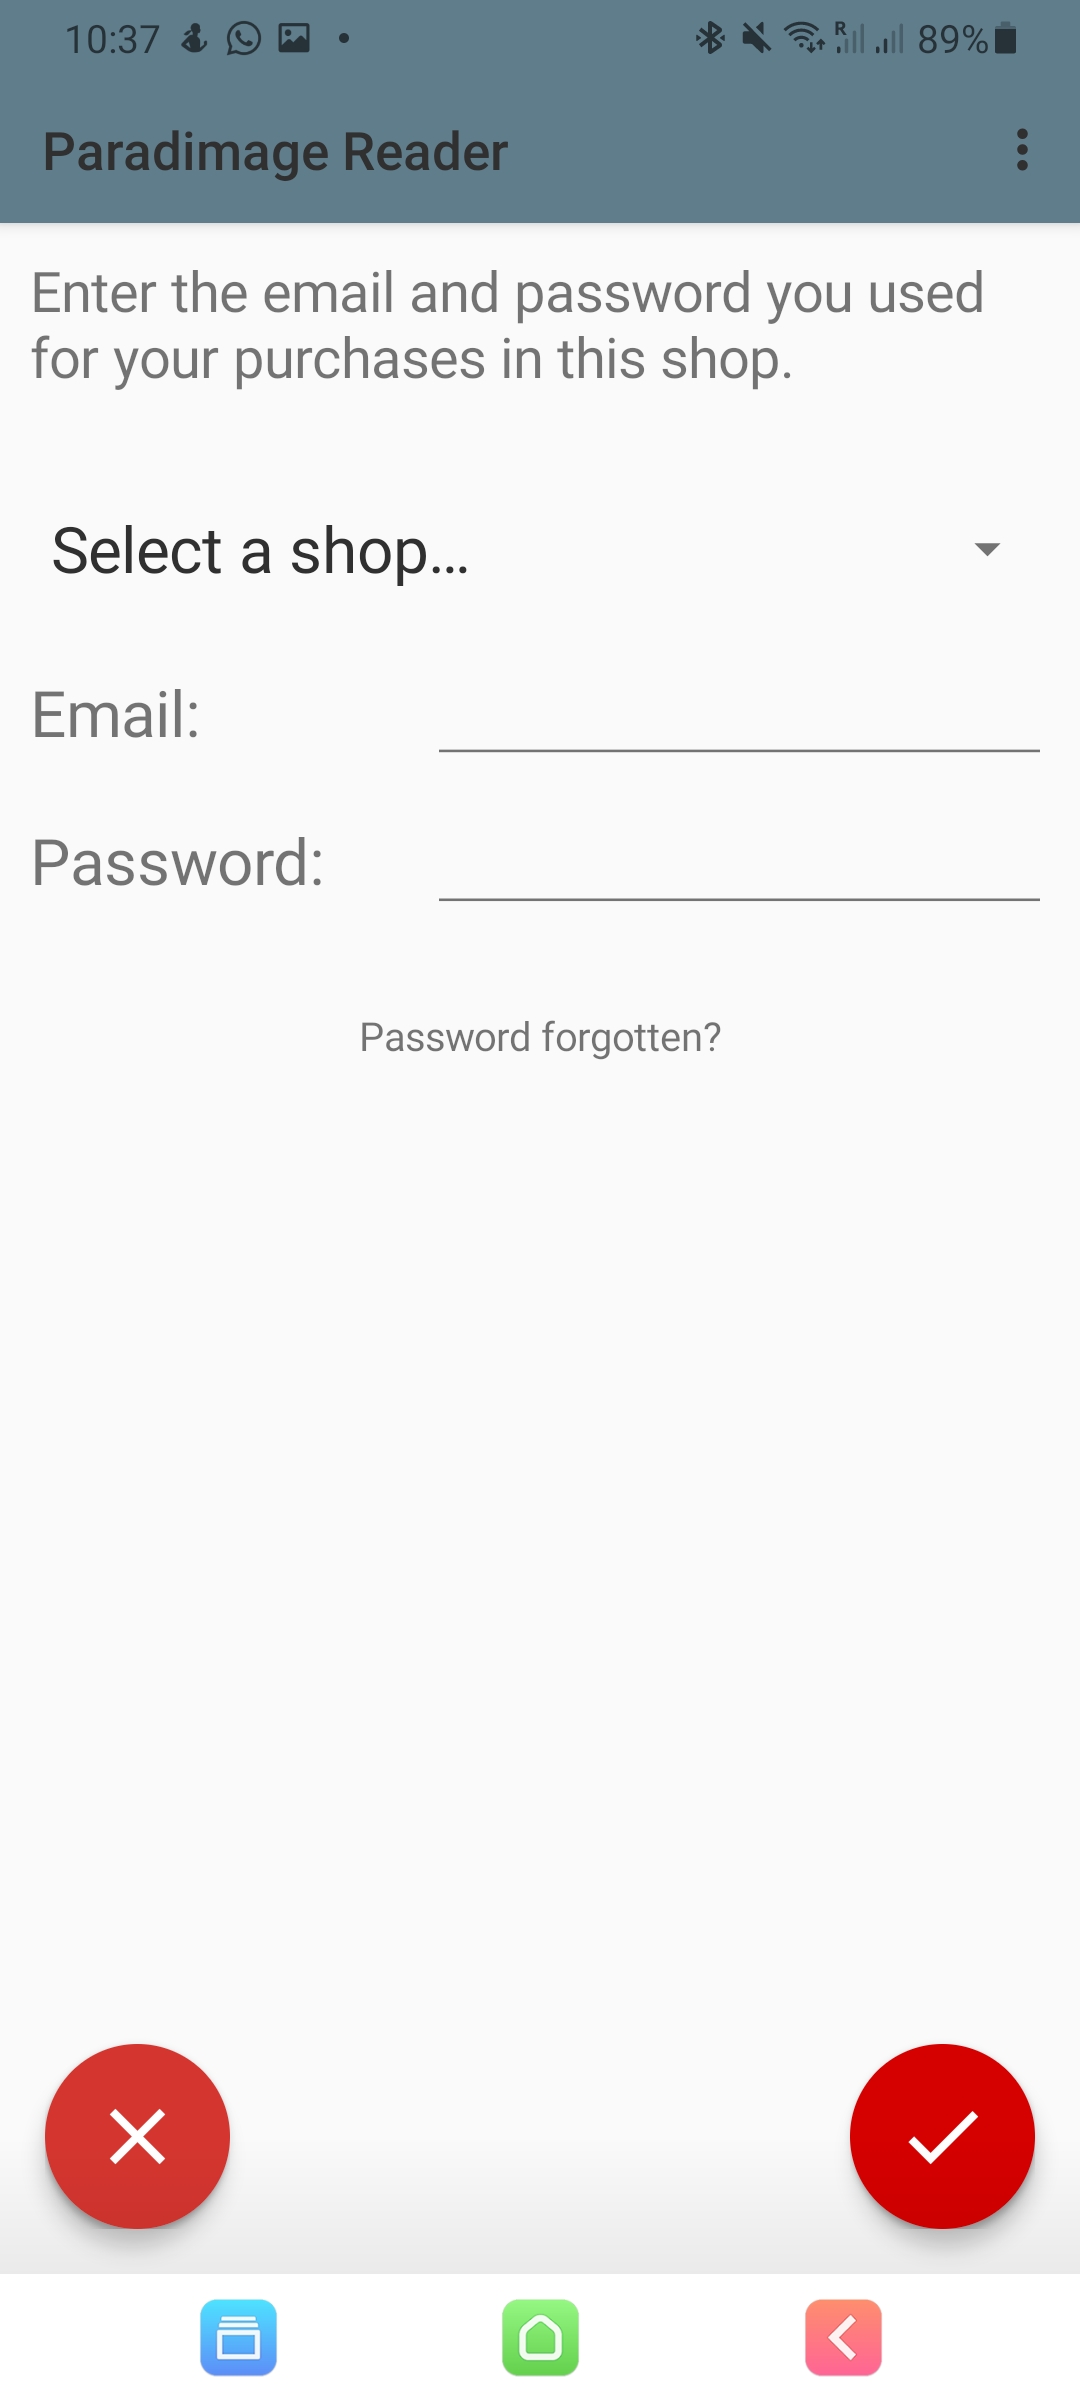 10:37
R
89%
Paradimage Reader
Enter the email and password you used
for your purchases in this shop.
Select a shop...
Email:
Password:
Password forgotten?